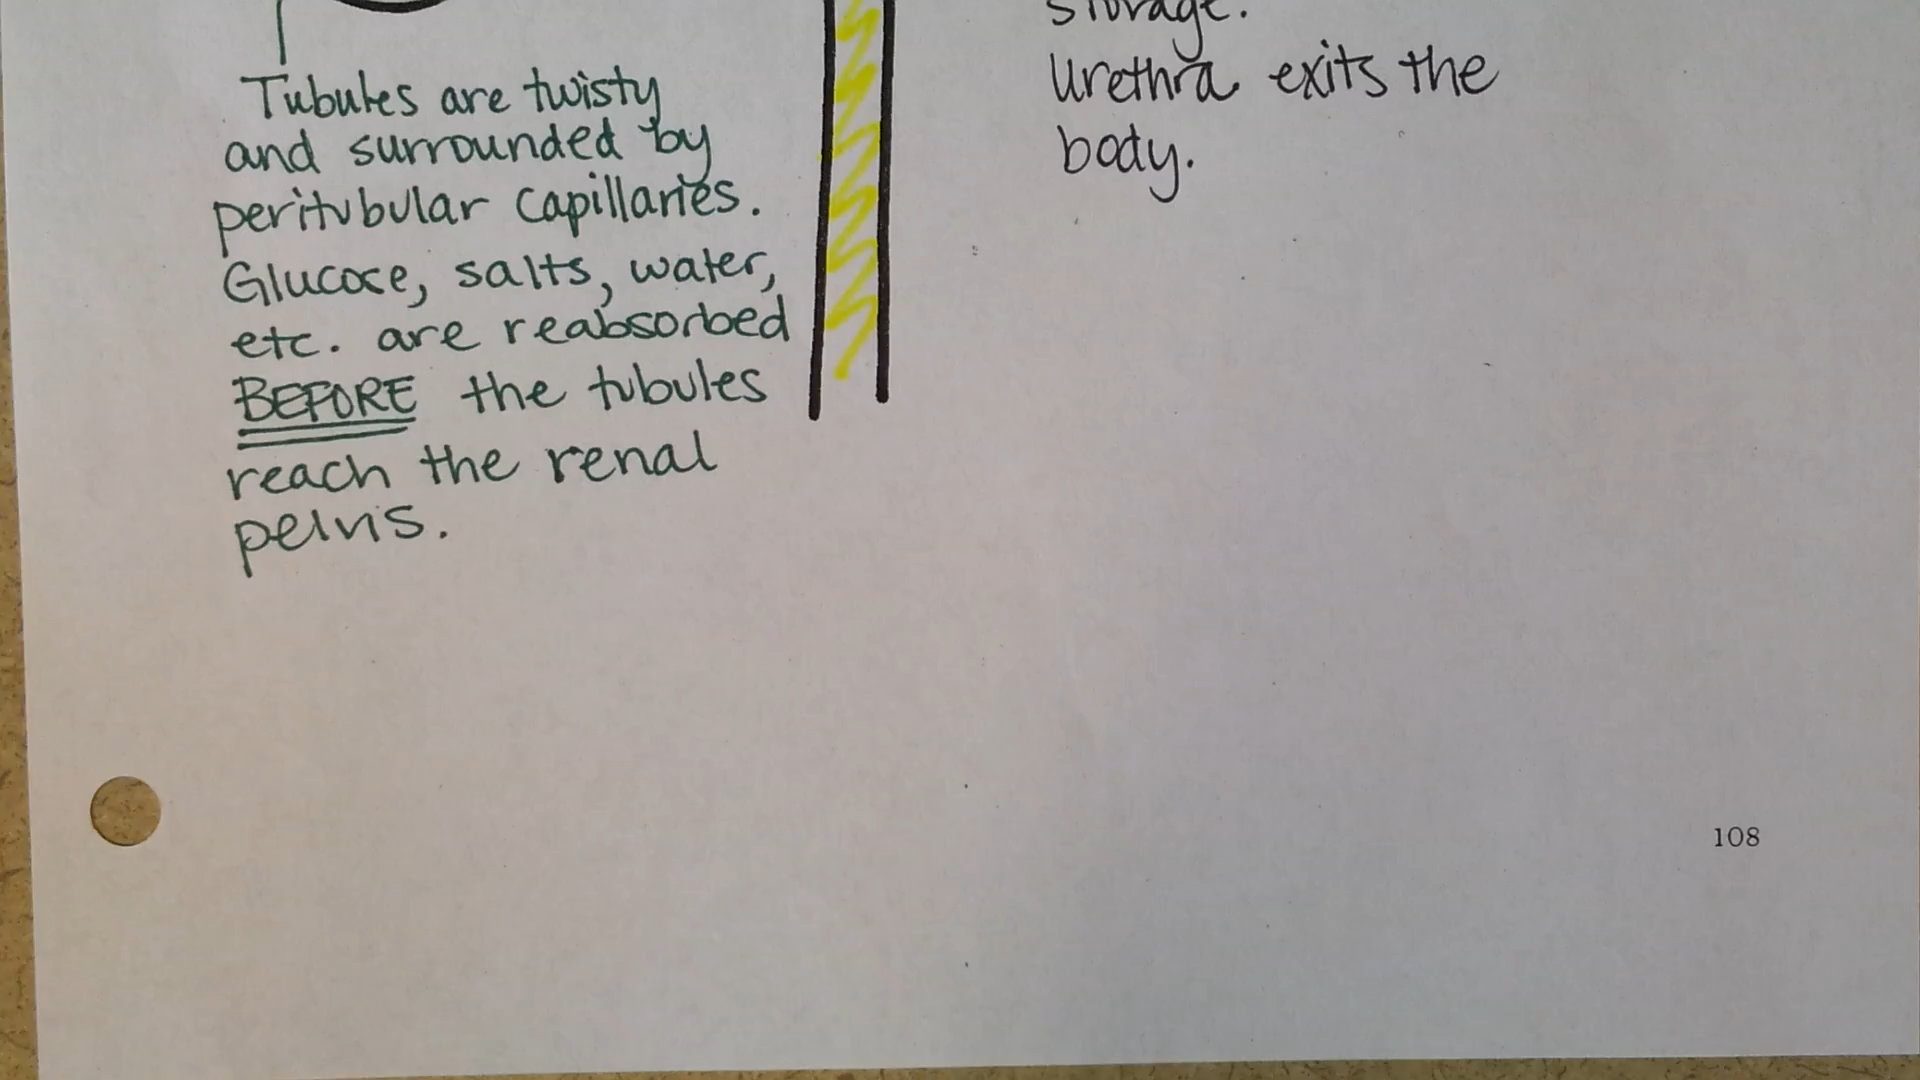 Tubules are twisty
and surrounded by
peritubular capillaries.
Glucose, salts, water,
etc. are reabsorbed
BEFORE the tubules
reach the renal
pelvis.
storage.
Urethra exits the
body.
108